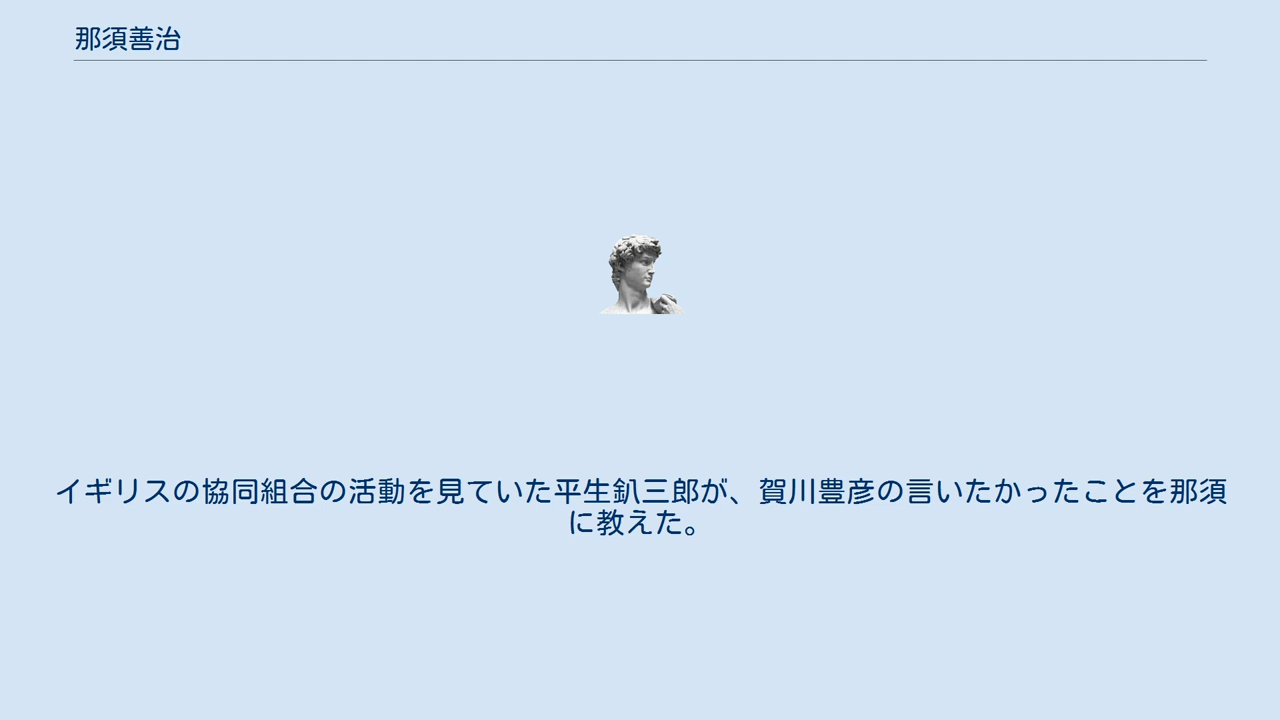 那須善治
イギリスの協同組合の活動を見ていた平生釟三郎が、賀川豊彦の言いたかったことを那須
に教えた。